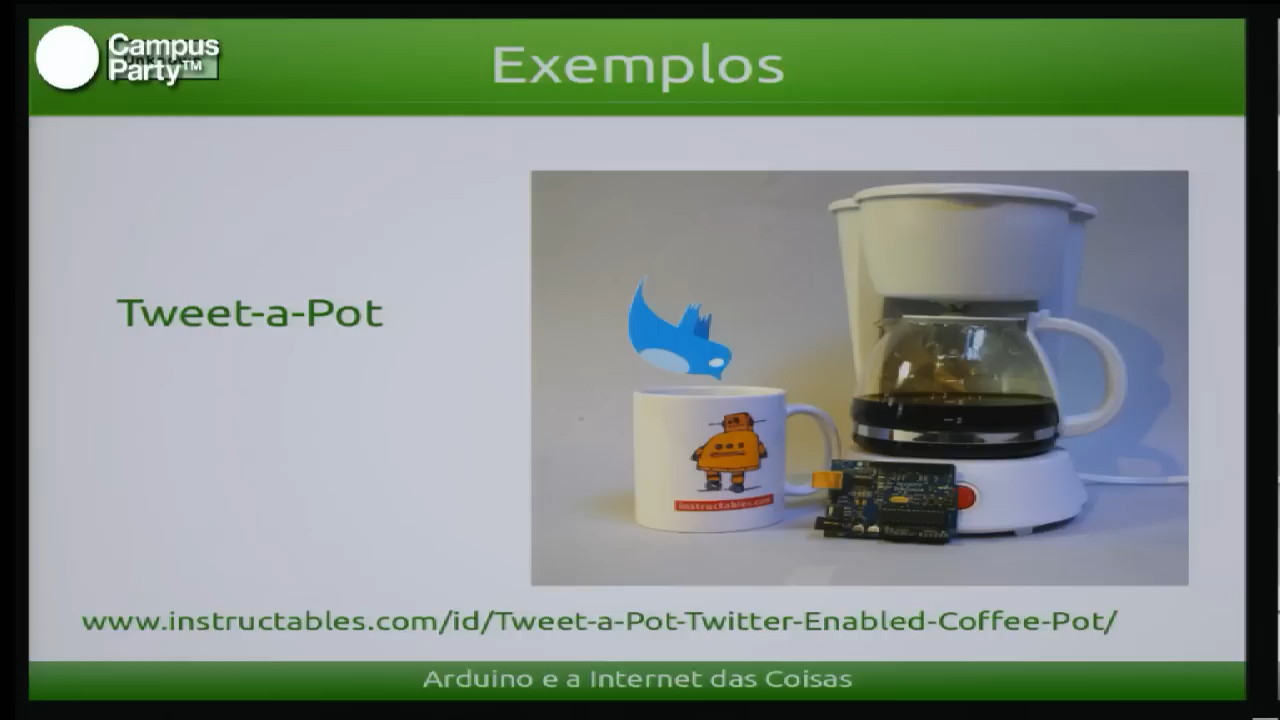 Campus
Party™
Exemplos
Tweet-a-Pot
instructables.com
www.instructables.com/id/Tweet-a-Pot-Twitter-Enabled-Coffee-Pot/
Arduino e a Internet das Coisas